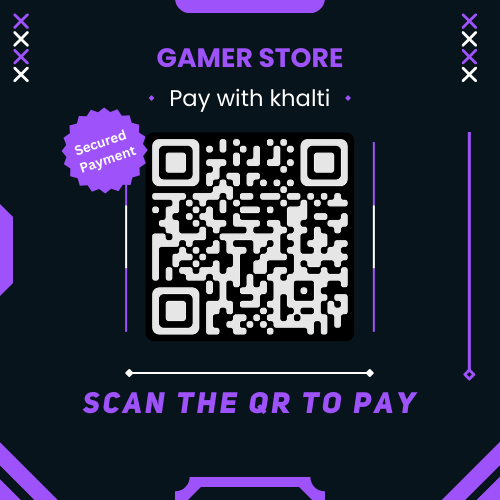 GAMER STORE
Pay with khalti
Secured
Payment
SCAN THE QR TO PAY